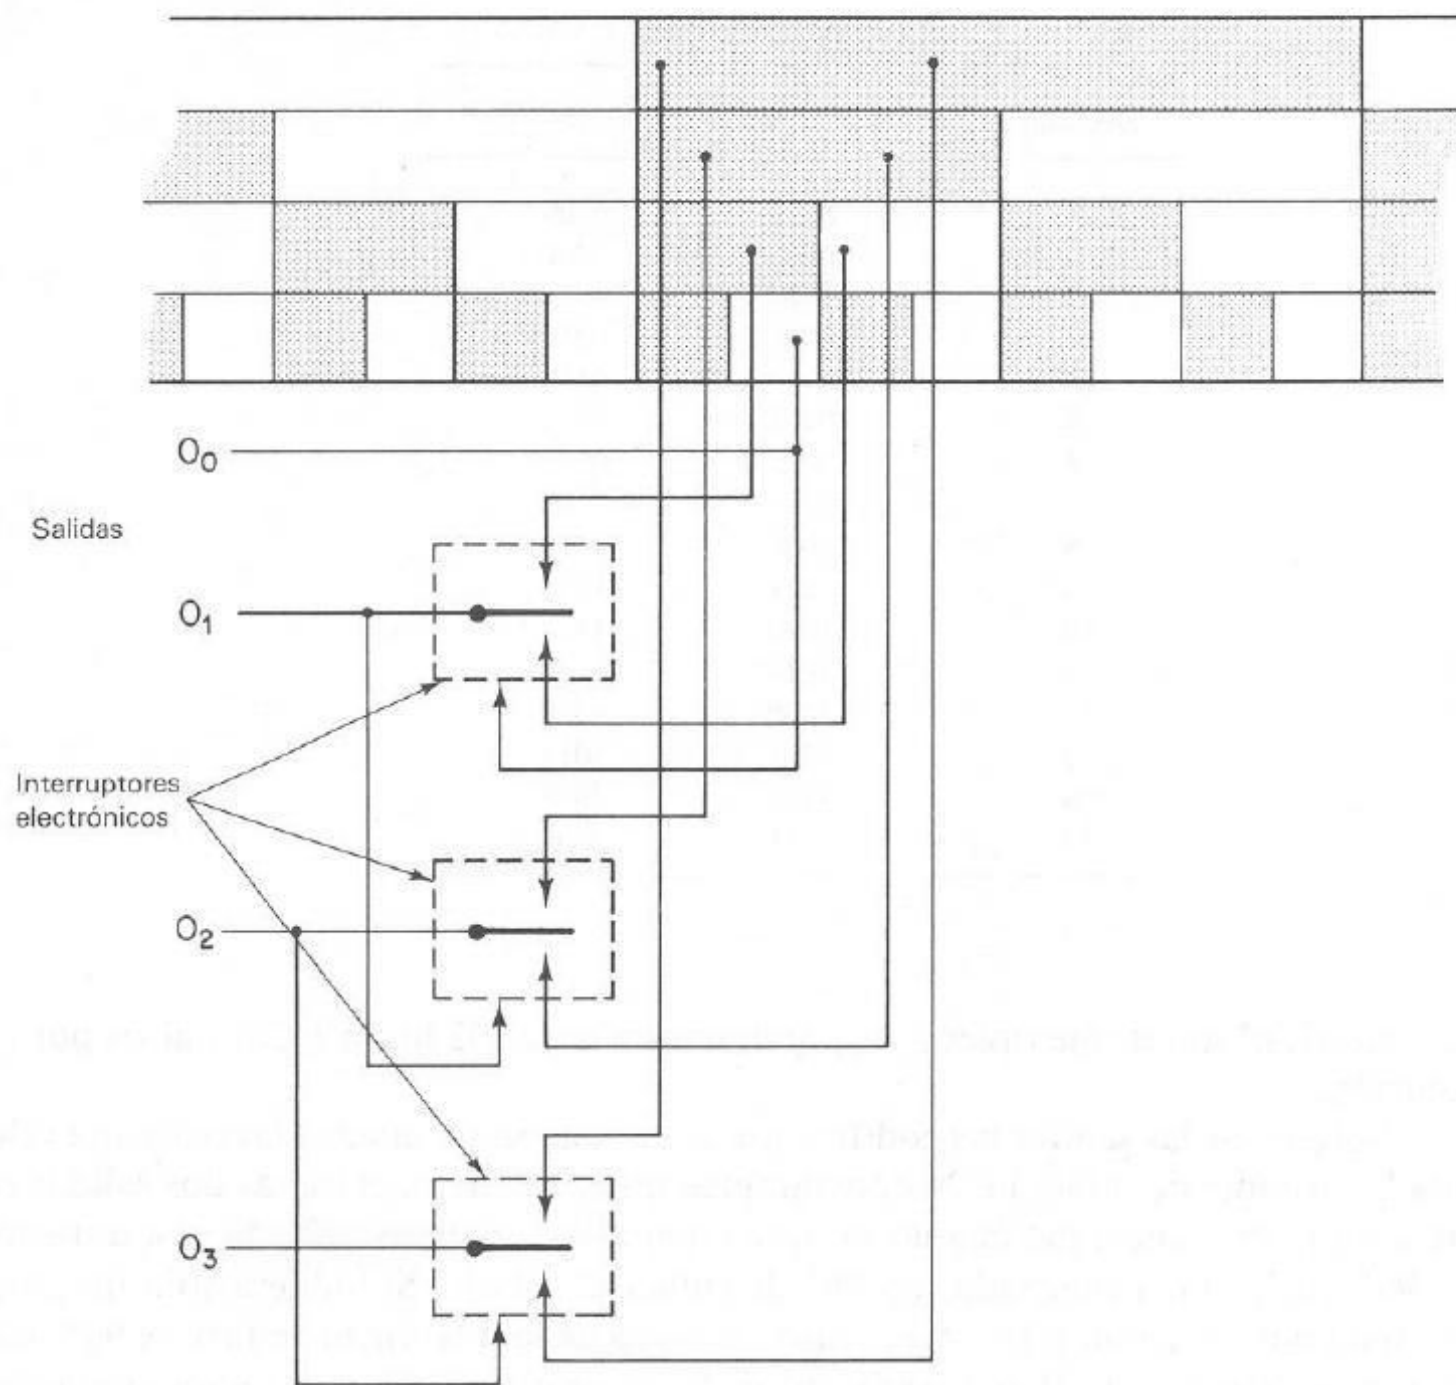 O₀
Salidas
O₁
Interruptores
electrónicos
O₂
O₃